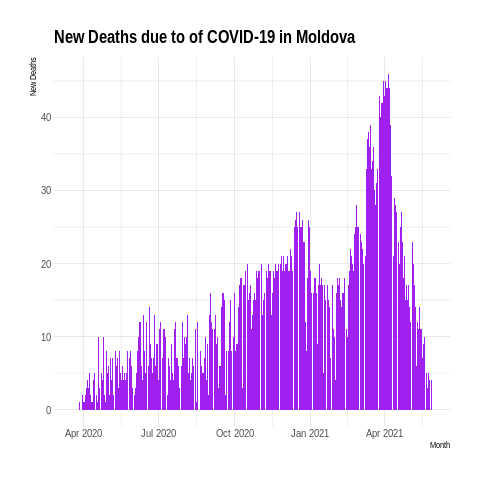 New Deaths due to of COVID-19 in Moldova
New Deaths
40
30
20
10
0
Apr 2020 Jul 2020 Oct 2020 Jan 2021 Apr 2021
Month